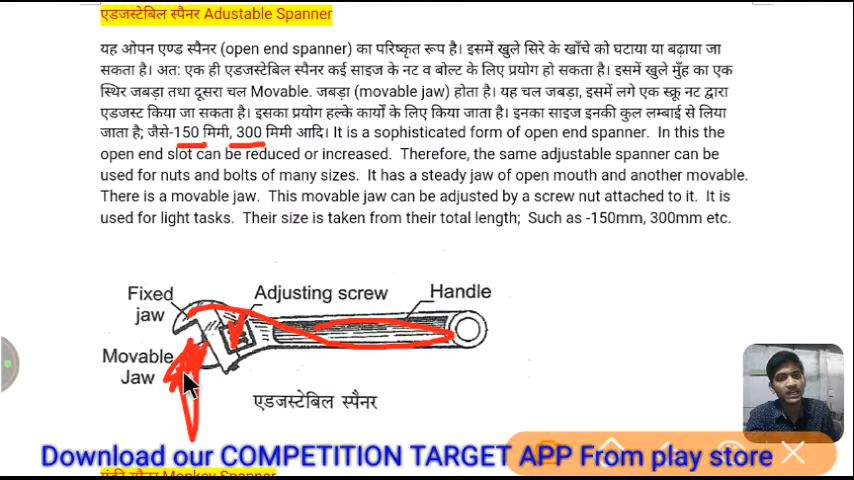 एडजस्टेबिल स्पैनर Adustable Spanner
यह ओपन एण्ड स्पैनर (open end spanner) का परिष्कृत रूप है। इसमें खुले सिरे के खाँचे को घटाया या बढ़ाया जा
सकता है। अत: एक ही एडजस्टेबिल स्पैनर कई साइज के नट व बोल्ट के लिए प्रयोग हो सकता है। इसमें खुले मुँह का एक
स्थिर जबड़ा तथा दूसरा चल Movable. जबड़ा (movable jaw) होता है। यह चल जबड़ा, इसमें लगे एक स्क्रू नट द्वारा
एडजस्ट किया जा सकता है। इसका प्रयोग हल्के कार्यों के लिए किया जाता है। इनका साइज इनकी कुल लम्बाई से लिया
जाता है; जैसे-150 मिमी, 300 मिमी आदि। It is a sophisticated form of open end spanner. In this the
open end slot can be reduced or increased. Therefore, the same adjustable spanner can be
used for nuts and bolts of many sizes. It has a steady jaw of open mouth and another movable.
There is a movable jaw. This movable jaw can be adjusted by a screw nut attached to it. It is
used for light tasks. Their size is taken from their total length; Such as -150mm, 300mm etc.
Fixed
jaw
Adjusting screw
Handle
Movable
Jaw
एडजस्टेबिल स्पैनर
Download our COMPETITION TARGET APP From play store
Monkey Spanner